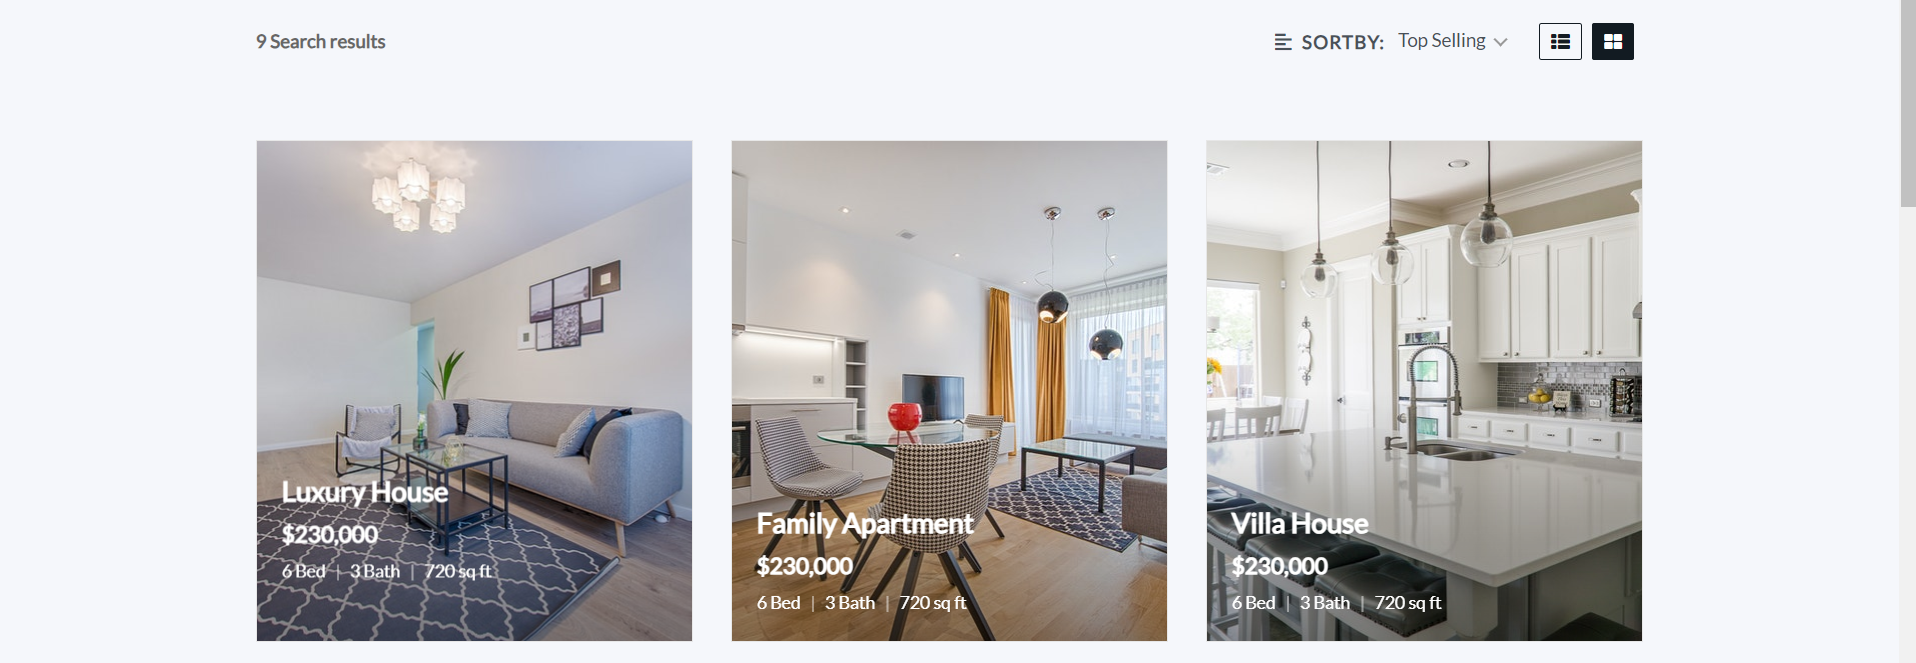 9 Search results
SORTBY: Top Selling
Luxury House
$230,000
6 Bed | 3 Bath | 720 sq ft
Family Apartment
$230,000
6 Bed | 3 Bath | 720 sq ft
Villa House
$230,000
6 Bed | 3 Bath | 720 sq ft